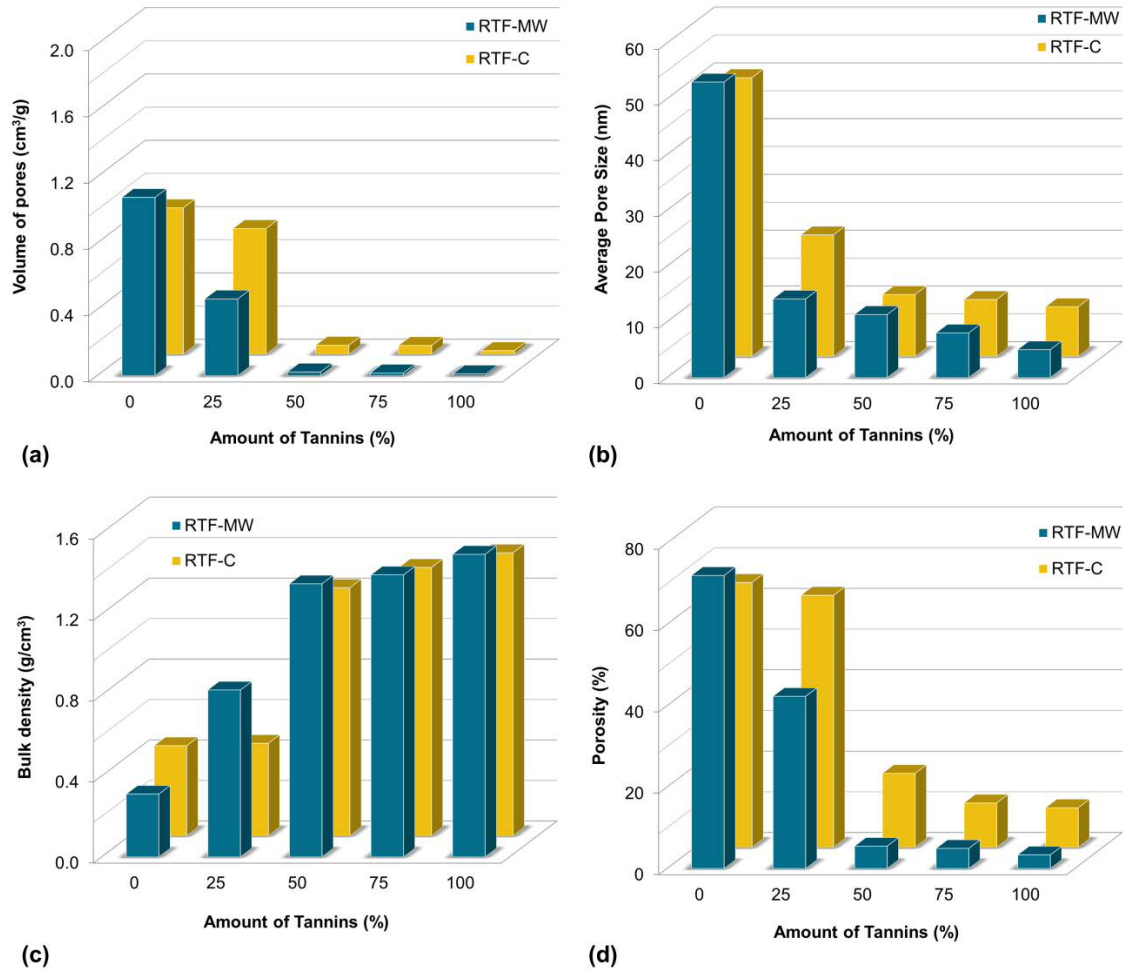 RTF-MW
RTF-C
2.0
1.6
1.2
0.8
0.4
0.0
Volume of pores (cm³/g)
0 25 50 75 100
Amount of Tannins (%)
(a)
RTF-MW
RTF-C
60
50
40
30
20
10
0
Average Pore Size (nm)
0 25 50 75 100
Amount of Tannins (%)
(b)
RTF-MW
RTF-C
1.6
1.2
0.8
0.4
0.0
Bulk density (g/cm³)
0 25 50 75 100
Amount of Tannins (%)
(c)
RTF-MW
RTF-C
80
60
40
20
0
Porosity (%)
0 25 50 75 100
Amount of Tannins (%)
(d)